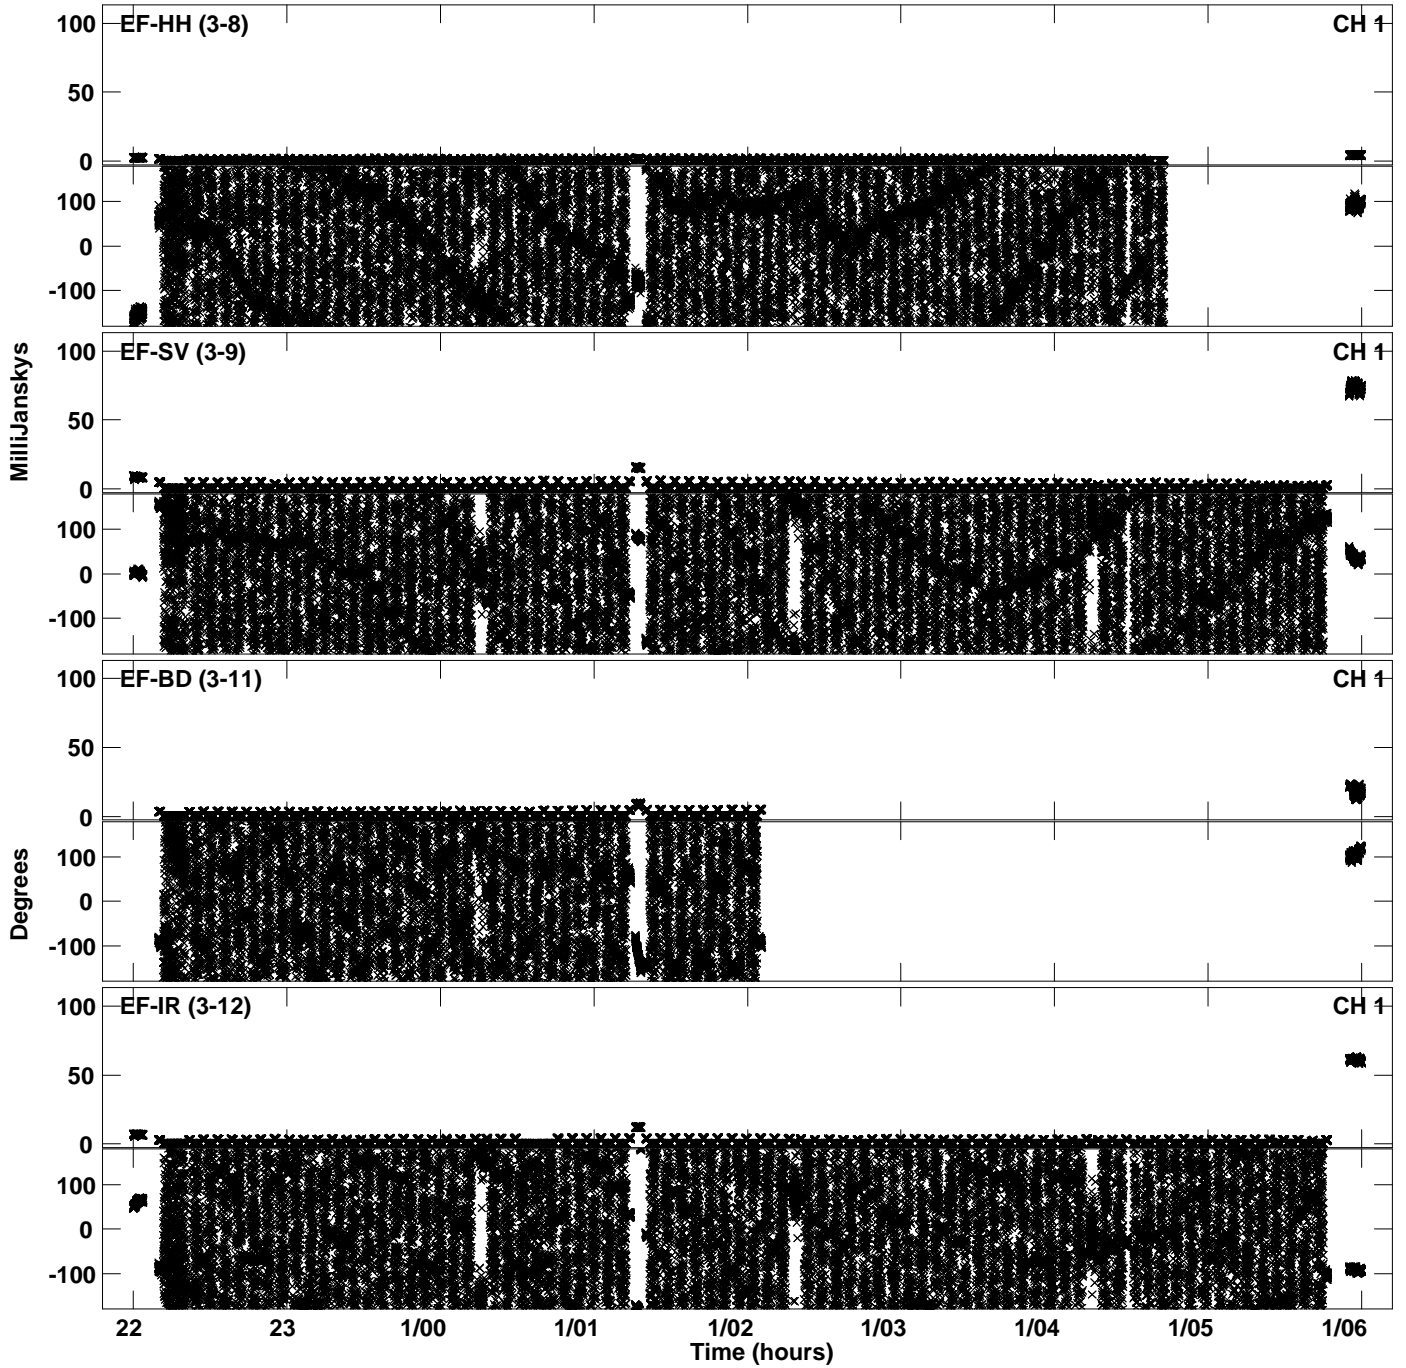 100 EF-HH (3-8) CH 1
50
0
100
0
-100
100 EF-SV (3-9) CH 1
50
0
100
0
-100
MilliJanskys
100 EF-BD (3-11) CH 1
50
0
100
0
-100
Degrees
100 EF-IR (3-12) CH 1
50
0
100
0
-100
22 23 1/00 1/01 1/02 1/03 1/04 1/05 1/06
Time (hours)